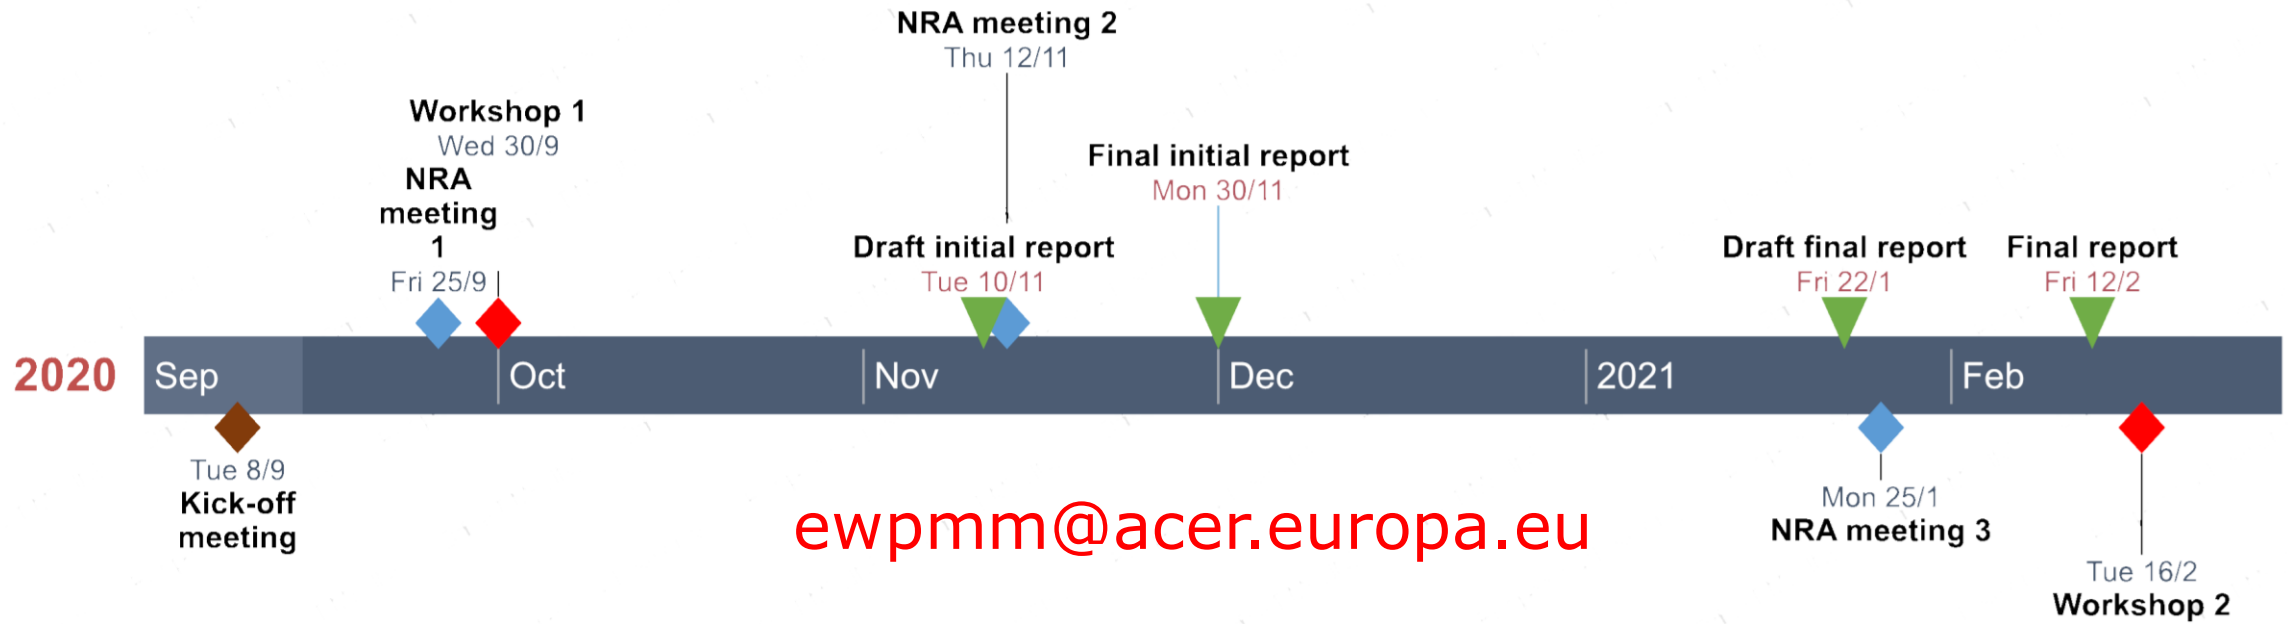 NRA meeting 2
Thu 12/11
Workshop 1
Wed 30/9
NRA
meeting
1
Fri 25/9
Final initial report
Mon 30/11
Draft initial report
Tue 10/11
Draft final report
Fri 22/1
Final report
Fri 12/2
2020
Sep
Oct
Nov
Dec
2021
Feb
Tue 8/9
Kick-off
meeting
ewpmm@acer.europa.eu
Mon 25/1
NRA meeting 3
Tue 16/2
Workshop 2